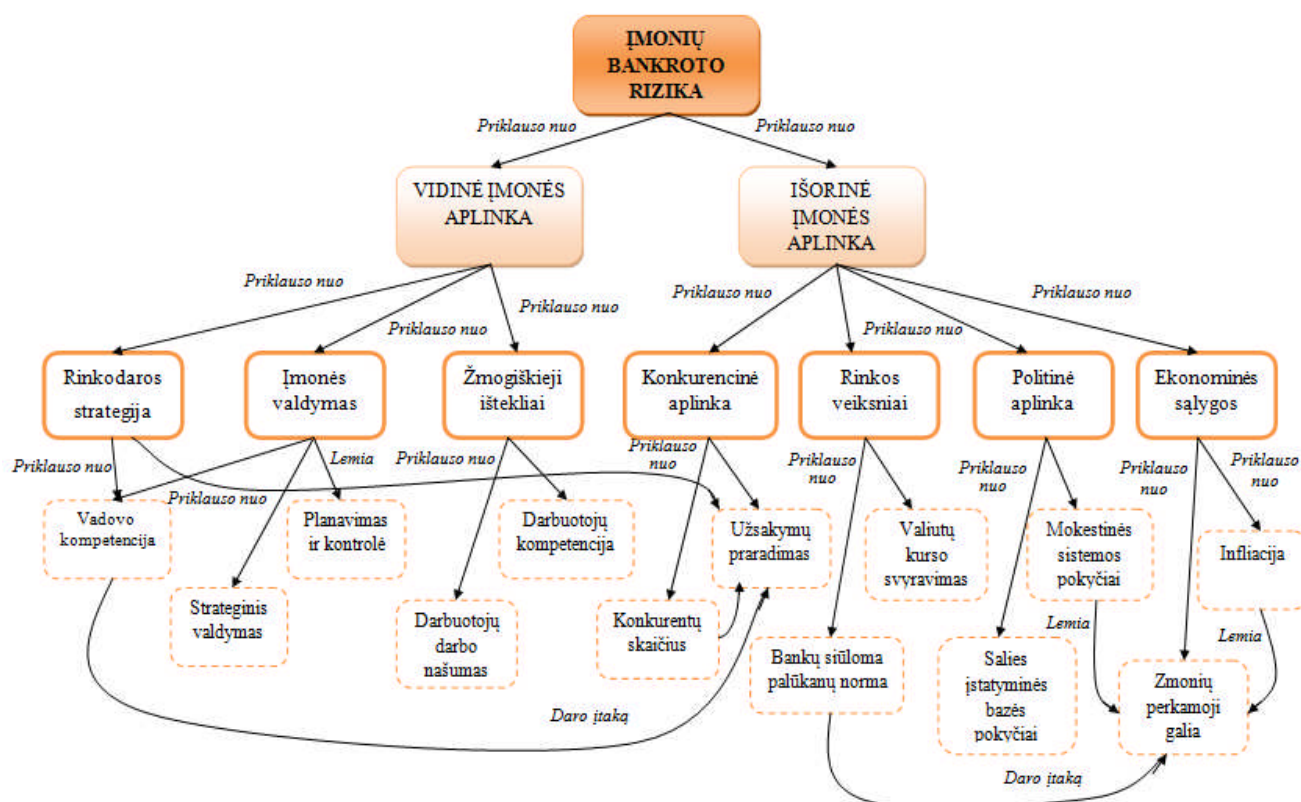 ĮMONIŲ
BANKROTO
RIZIKA
Priklauso nuo
Priklauso nuo
VIDINĖ ĮMONĖS
APLINKA
IŠORINĖ
ĮMONĖS
APLINKA
Priklauso nuo
Priklauso nuo
Priklauso nuo
Priklauso nuo
Priklauso nuo
Priklauso nuo
Rinkodaros
strategija
Įmonės
valdymas
Žmogiškieji
ištekliai
Konkurencinė
aplinka
Rinkos
veiksniai
Politinė
aplinka
Ekonominės
sąlygos
Priklauso nuo
Priklauso nuo
Lemia
Priklauso nuo
Priklauso
nuo
Priklauso
nuo
Priklauso
nuo
Priklauso
nuo
Priklauso
nuo
Vadovo
kompetencija
Planavimas
ir kontrolė
Darbuotojų
kompetencija
Užsakymų
praradimas
Valiutų
kurso
svyravimas
Mokestinės
sistemos
pokyčiai
Infliacija
Strateginis
valdymas
Darbuotojų
darbo
našumas
Konkurentų
skaičius
Bankų siūloma
palūkanų norma
Salies
įstatyminės
bazės
pokyčiai
Lemia
Lemia
Zmonių
perkamoji
galia
Daro įtaką
Daro įtaką